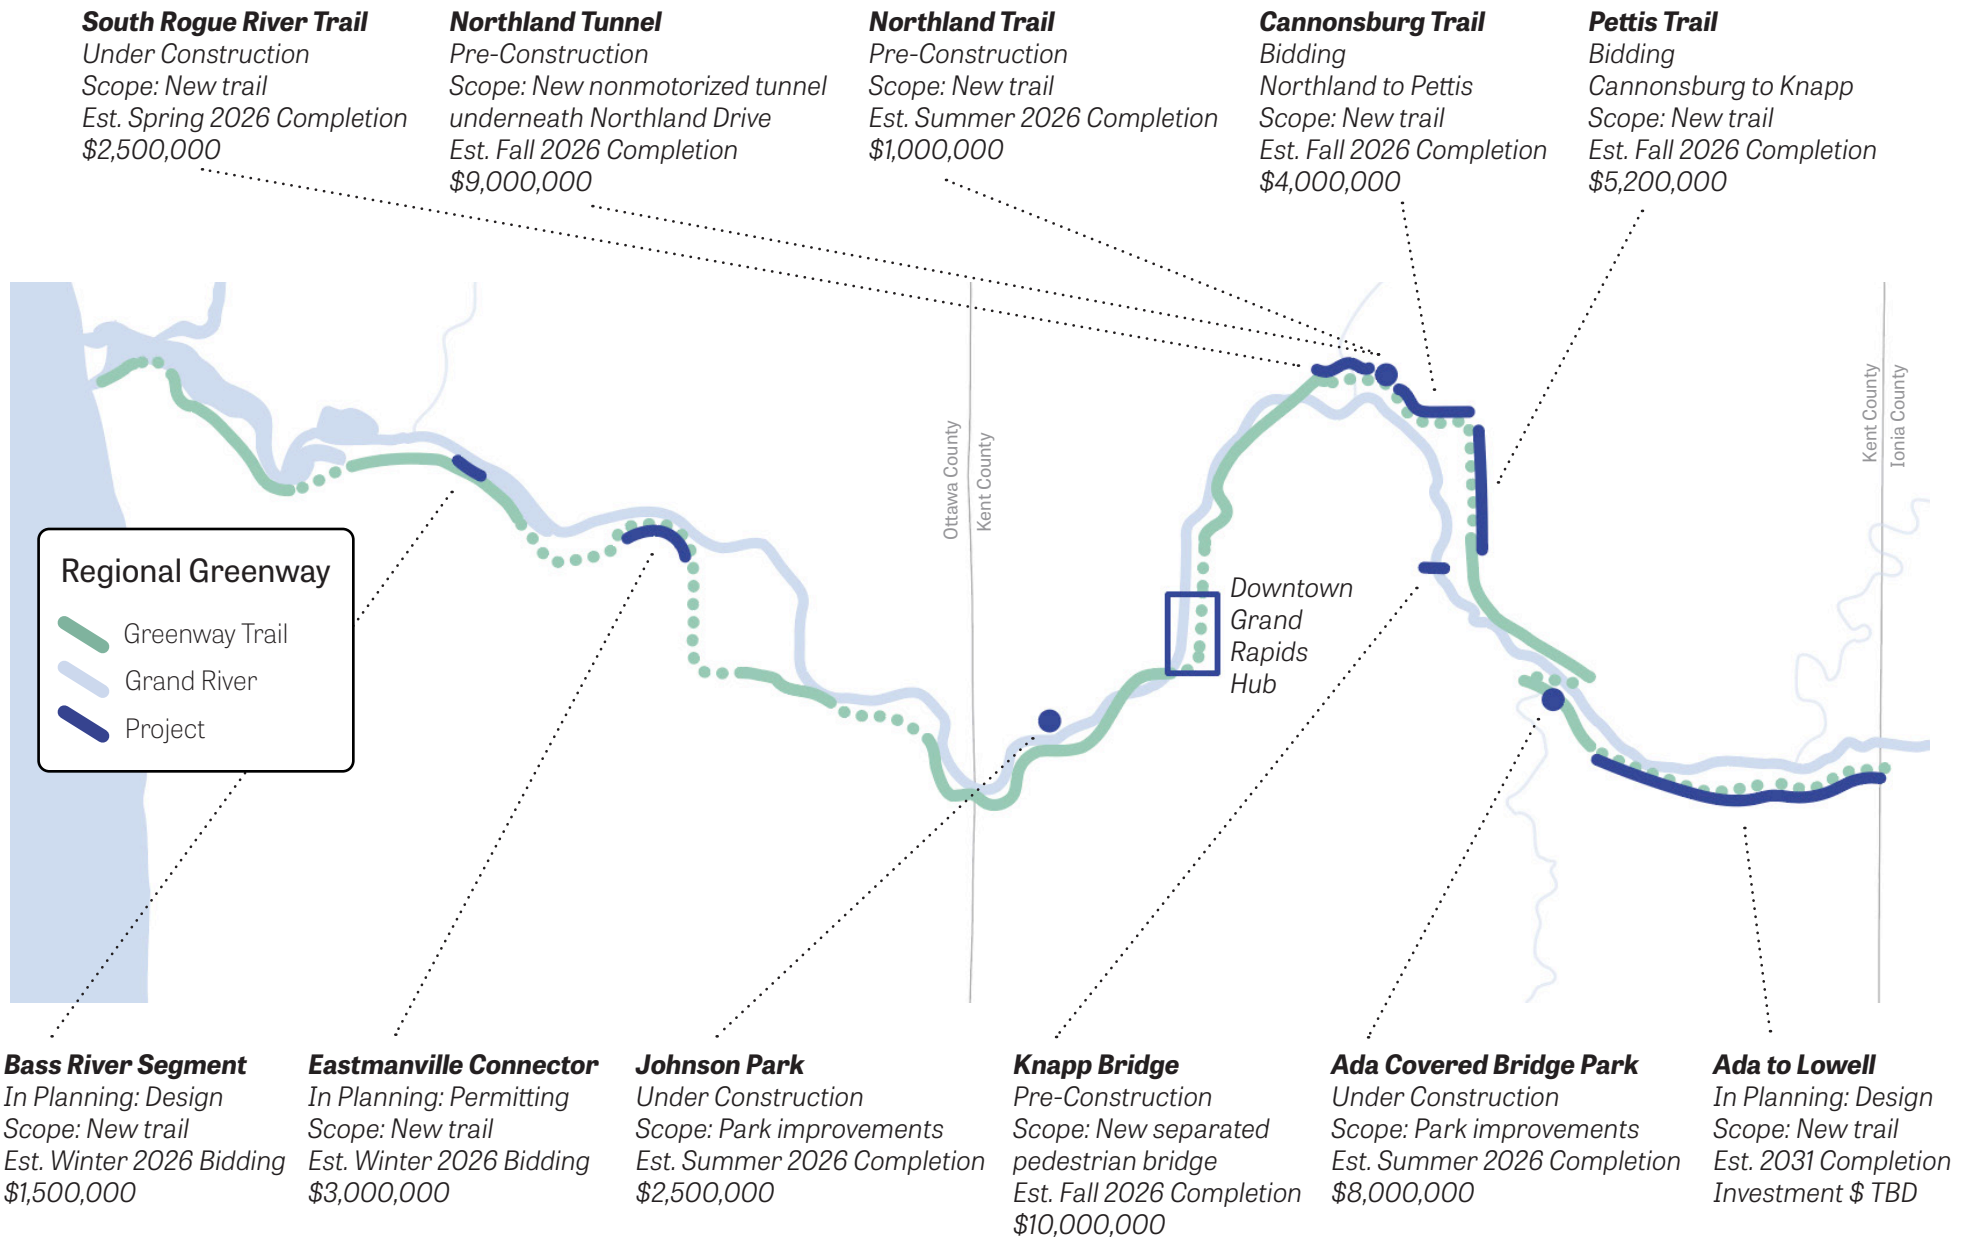 South Rogue River Trail
Under Construction
Scope: New trail
Est. Spring 2026 Completion
$2,500,000
Northland Tunnel
Pre-Construction
Scope: New nonmotorized tunnel
underneath Northland Drive
Est. Fall 2026 Completion
$9,000,000
Northland Trail
Pre-Construction
Scope: New trail
Est. Summer 2026 Completion
$1,000,000
Cannonsburg Trail
Bidding
Northland to Pettis
Scope: New trail
Est. Fall 2026 Completion
$4,000,000
Pettis Trail
Bidding
Cannonsburg to Knapp
Scope: New trail
Est. Fall 2026 Completion
$5,200,000
Ottawa County
Kent County
Kent County
Ionia County
Regional Greenway
Greenway Trail
Grand River
Project
Downtown
Grand
Rapids
Hub
Bass River Segment
In Planning: Design
Scope: New trail
Est. Winter 2026 Bidding
$1,500,000
Eastmanville Connector
In Planning: Permitting
Scope: New trail
Est. Winter 2026 Bidding
$3,000,000
Johnson Park
Under Construction
Scope: Park improvements
Est. Summer 2026 Completion
$2,500,000
Knapp Bridge
Pre-Construction
Scope: New separated
pedestrian bridge
Est. Fall 2026 Completion
$10,000,000
Ada Covered Bridge Park
Under Construction
Scope: Park improvements
Est. Summer 2026 Completion
$8,000,000
Ada to Lowell
In Planning: Design
Scope: New trail
Est. 2031 Completion
Investment $ TBD